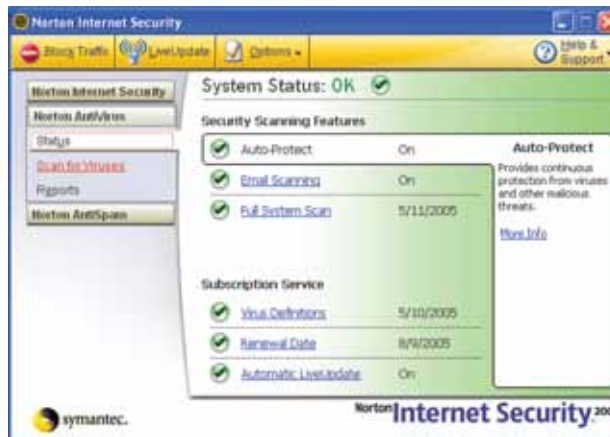 Norton Internet Security
Block Traffic
LiveUpdate
Options
Help &
Support
Norton Internet Security
Norton AntiVirus
Status
Scan for Viruses
Reports
Norton AntiSpam
System Status: OK
Security Scanning Features
Auto-Protect On
Email Scanning On
Full System Scan 5/11/2005
Auto-Protect
Provides continuous
protection from viruses
and other malicious
threats.
More Info
Subscription Service
Virus Definitions 5/10/2005
Renewal Date 8/9/2005
Automatic LiveUpdate On
symantec.
Norton Internet Security